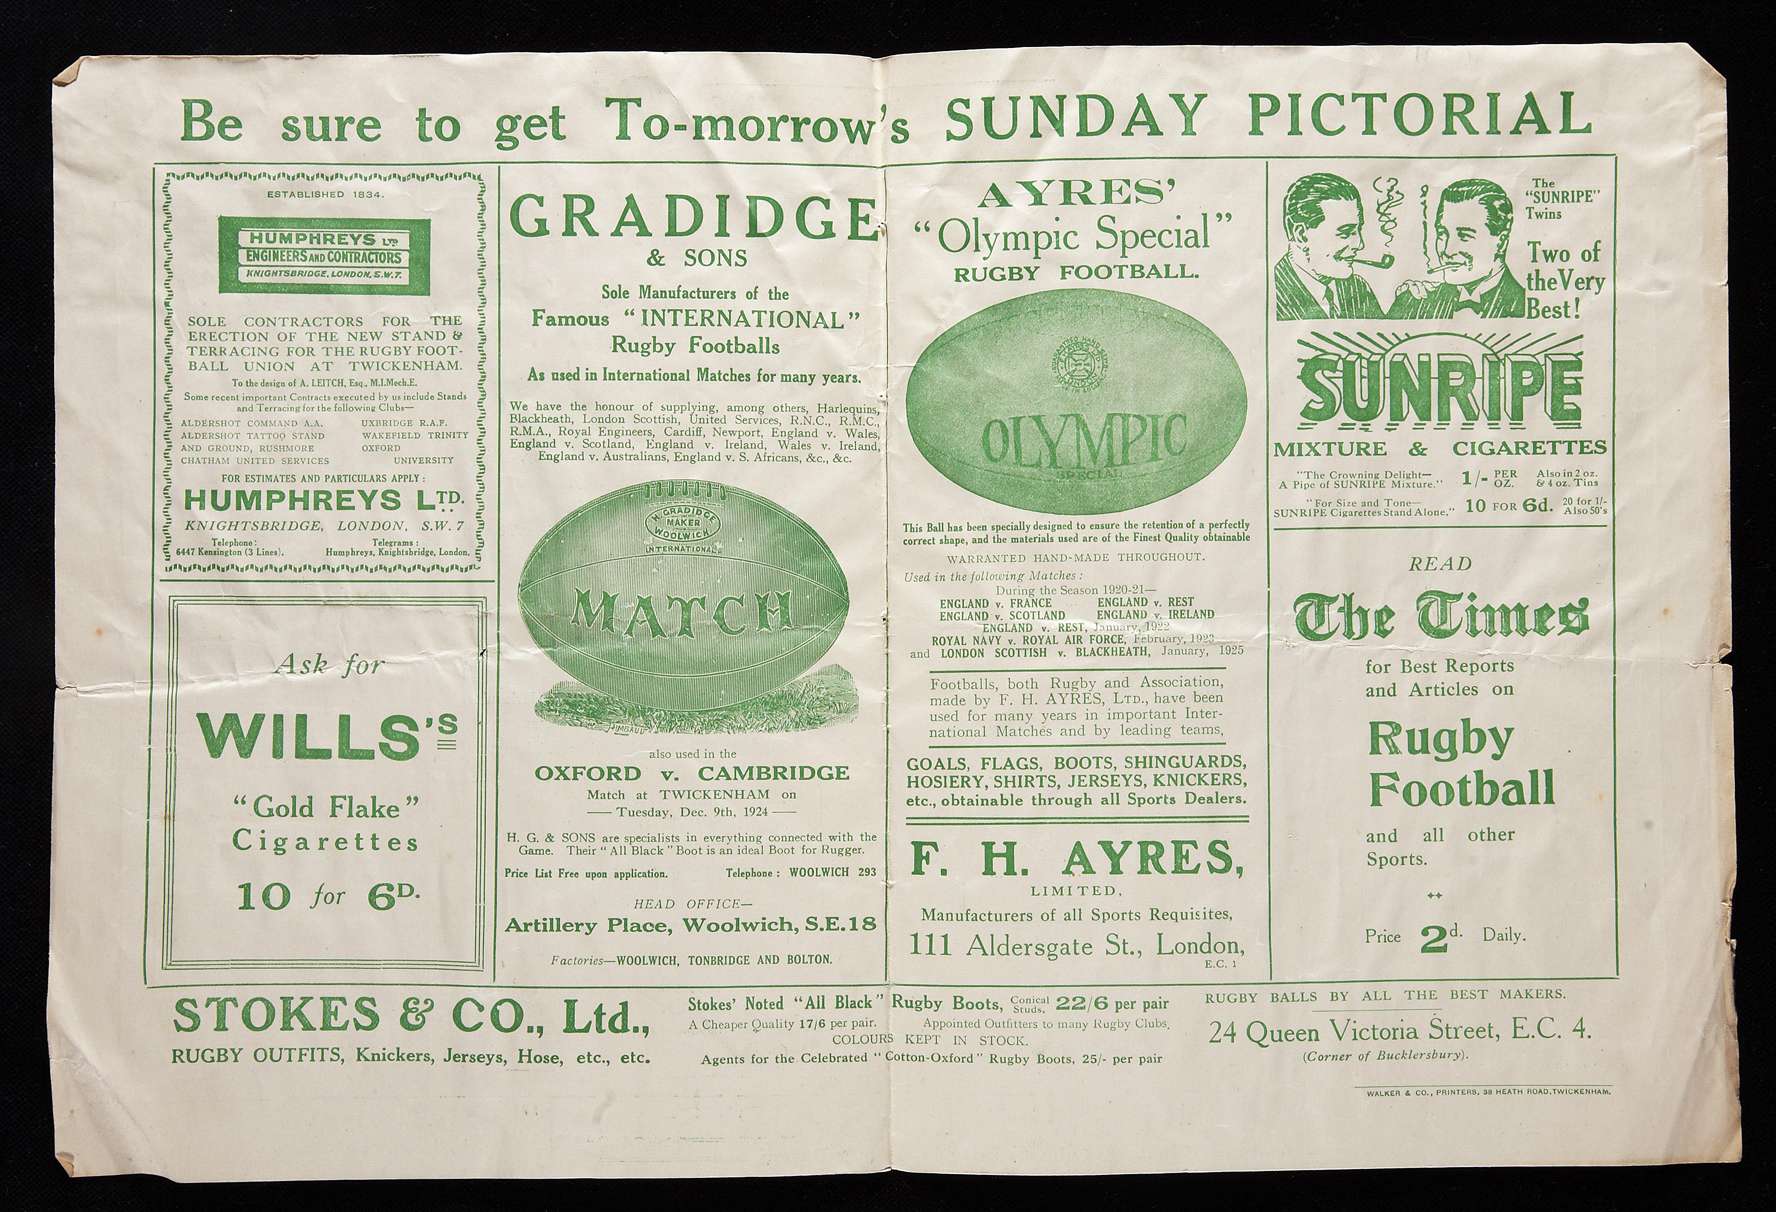 Be sure to get To-morrow's SUNDAY PICTORIAL
ESTABLISHED 1834.
HUMPHREYS LTD
ENGINEERS AND CONTRACTORS
KNIGHTSBRIDGE, LONDON, S.W.7.
SOLE CONTRACTORS FOR THE
ERECTION OF THE NEW STAND &
TERRACING FOR THE RUGBY FOOT-
BALL UNION AT TWICKENHAM.
To the design of A. LEITCH, Esq., M.I.Mech.E.
Some recent important Contracts executed by us include Stands
and Terracing for the following Clubs—
ALDERSHOT COMMAND A.A. UXBRIDGE R.A.F.
ALDERSHOT TATTOO STAND WAKEFIELD TRINITY
AND GROUND, RUSHMORE OXFORD
CHATHAM UNITED SERVICES UNIVERSITY
FOR ESTIMATES AND PARTICULARS APPLY :
HUMPHREYS LTD.
KNIGHTSBRIDGE, LONDON, S.W. 7
Telephone: Telegrams :
6447 Kensington (3 Lines). Humphreys, Knightsbridge, London.
Ask for
WILLS's
"Gold Flake"
Cigarettes
10 for 6D.
GRADIDGE
& SONS
Sole Manufacturers of the
Famous "INTERNATIONAL"
Rugby Footballs
As used in International Matches for many years.
We have the honour of supplying, among others, Harlequins,
Blackheath, London Scottish, United Services, R.N.C., R.M.C.,
R.M.A., Royal Engineers, Cardiff, Newport, England v. Wales,
England v. Scotland, England v. Ireland, Wales v. Ireland,
England v. Australians, England v. S. Africans, &c., &c.
H. GRADIDGE
MAKER
WOOLWICH
INTERNATIONAL
MATCH
also used in the
OXFORD v. CAMBRIDGE
Match at TWICKENHAM on
— Tuesday, Dec. 9th, 1924 —
H. G. & SONS are specialists in everything connected with the
Game. Their "All Black" Boot is an ideal Boot for Rugger.
Price List Free upon application. Telephone : WOOLWICH 293
HEAD OFFICE—
Artillery Place, Woolwich, S.E.18
Factories—WOOLWICH, TONBRIDGE AND BOLTON.
AYRES'
"Olympic Special"
RUGBY FOOTBALL.
OLYMPIC
SPECIAL
This Ball has been specially designed to ensure the retention of a perfectly
correct shape, and the materials used are of the Finest Quality obtainable
WARRANTED HAND-MADE THROUGHOUT.
Used in the following Matches :
During the Season 1920-21—
ENGLAND v. FRANCE ENGLAND v. REST
ENGLAND v. SCOTLAND ENGLAND v. IRELAND
ENGLAND v. REST, January, 1922
ROYAL NAVY v. ROYAL AIR FORCE, February, 1923
and LONDON SCOTTISH v. BLACKHEATH, January, 1925
Footballs, both Rugby and Association,
made by F. H. AYRES, LTD., have been
used for many years in important Inter-
national Matches and by leading teams,
GOALS, FLAGS, BOOTS, SHINGUARDS,
HOSIERY, SHIRTS, JERSEYS, KNICKERS,
etc., obtainable through all Sports Dealers.
F. H. AYRES,
LIMITED,
Manufacturers of all Sports Requisites,
111 Aldersgate St., London,
E.C. 1
The
"SUNRIPE"
Twins
Two of
the Very
Best!
SUNRIPE
MIXTURE & CIGARETTES
"The Crowning Delight—
A Pipe of SUNRIPE Mixture." 1/- PER OZ. Also in 2 oz. & 4 oz. Tins
"For Size and Tone—
SUNRIPE Cigarettes Stand Alone." 10 FOR 6d. 20 for 1/- Also 50's
READ
The Times
for Best Reports
and Articles on
Rugby
Football
and all other
Sports.
Price 2d. Daily.
STOKES & CO., Ltd.,
RUGBY OUTFITS, Knickers, Jerseys, Hose, etc., etc.
Stokes' Noted "All Black" Rugby Boots, Conical Studs. 22/6 per pair
A Cheaper Quality 17/6 per pair. Appointed Outfitters to many Rugby Clubs.
COLOURS KEPT IN STOCK.
Agents for the Celebrated "Cotton-Oxford" Rugby Boots, 25/- per pair
RUGBY BALLS BY ALL THE BEST MAKERS.
24 Queen Victoria Street, E.C. 4.
(Corner of Bucklersbury).
WALKER & CO., PRINTERS, 38 HEATH ROAD, TWICKENHAM.